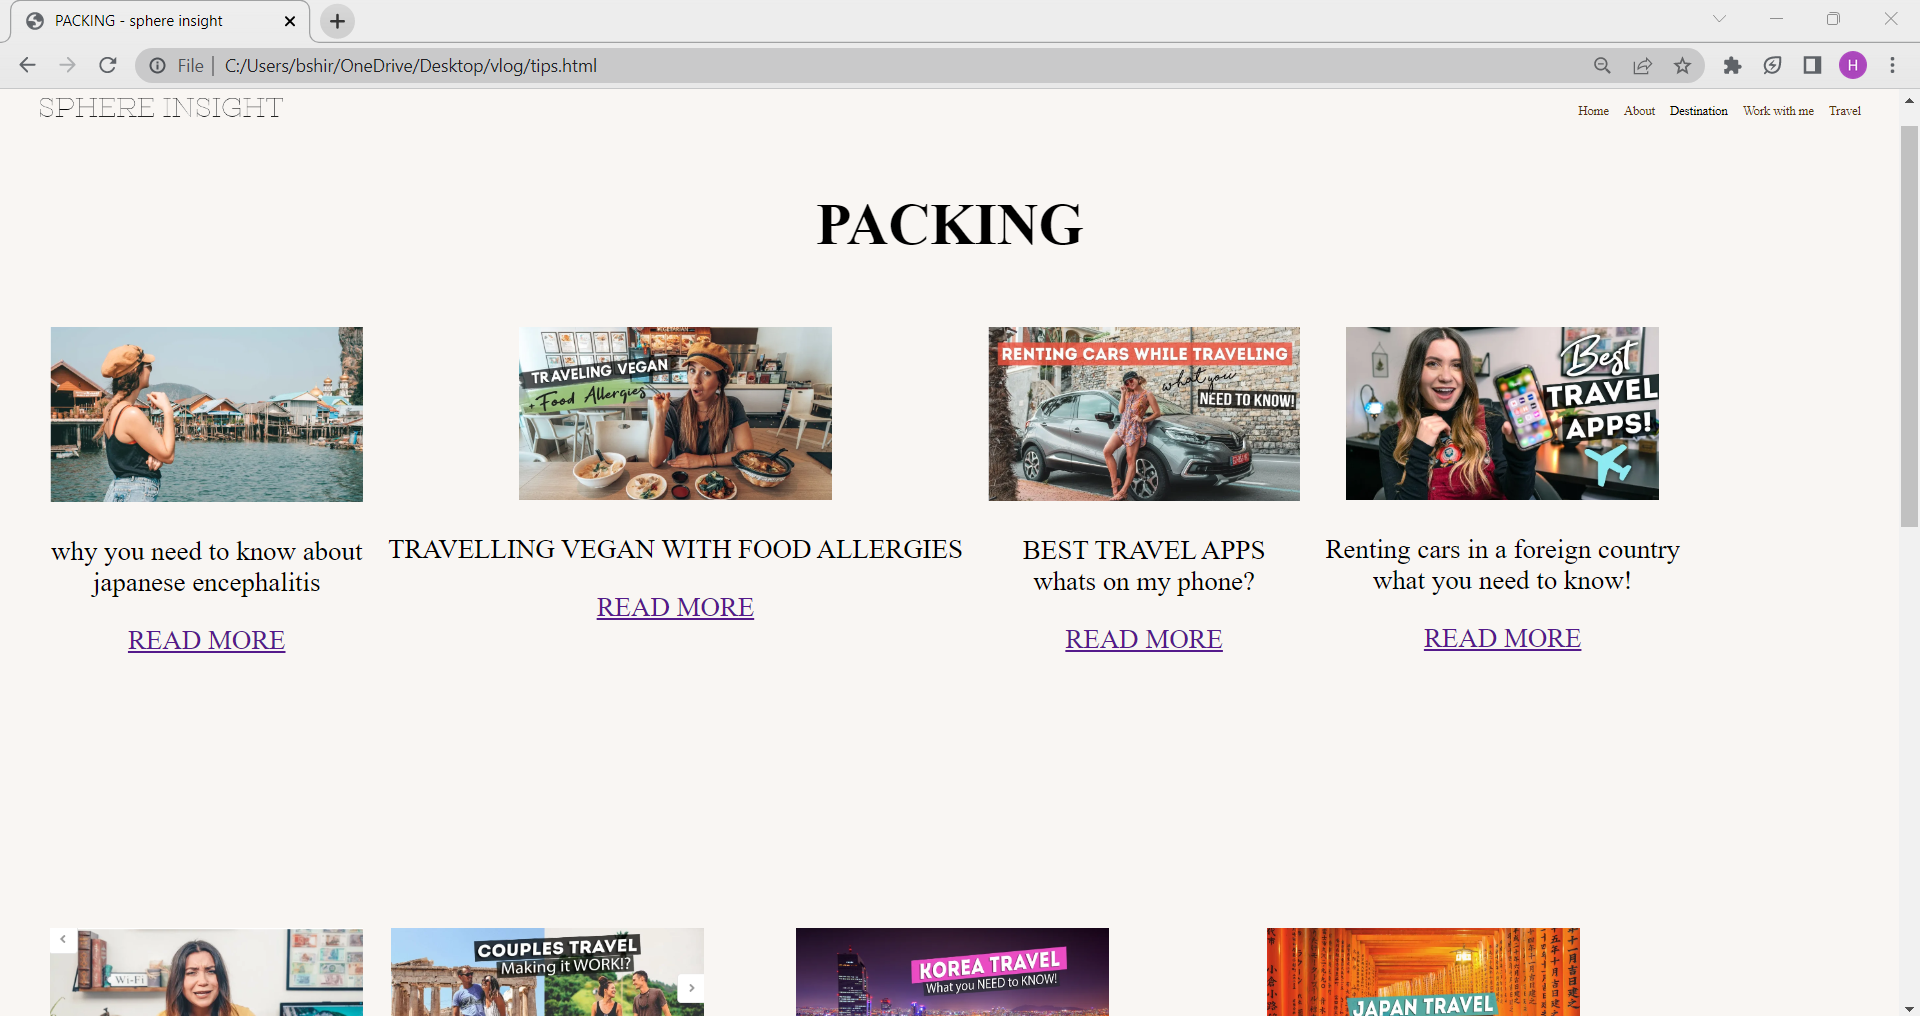 PACKING - sphere insight
File
C:/Users/bshir/OneDrive/Desktop/vlog/tips.html
H
SPHERE INSIGHT
Home
About
Destination
Work with me
Travel
PACKING
TRAVELING VEGAN
+ Food Allergies
RENTING CARS WHILE TRAVELING
what you
NEED TO KNOW!
Best
TRAVEL
APPS!
why you need to know about
japanese encephalitis
READ MORE
TRAVELLING VEGAN WITH FOOD ALLERGIES
READ MORE
BEST TRAVEL APPS
whats on my phone?
READ MORE
Renting cars in a foreign country
what you need to know!
READ MORE
Wi-Fi
COUPLES TRAVEL
Making it WORK!?
KOREA TRAVEL
What you NEED to KNOW!
JAPAN TRAVEL